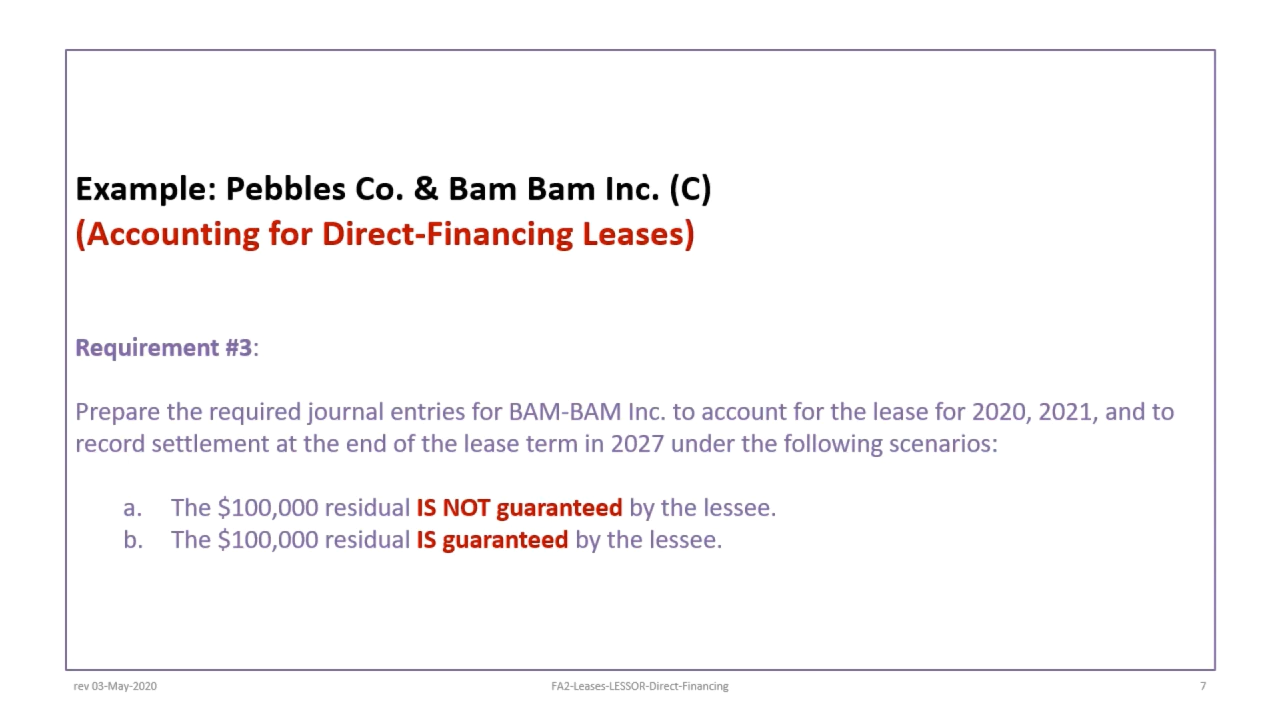 Example: Pebbles Co. & Bam Bam Inc. (C)
(Accounting for Direct-Financing Leases)
Requirement #3:
Prepare the required journal entries for BAM-BAM Inc. to account for the lease for 2020, 2021, and to
record settlement at the end of the lease term in 2027 under the following scenarios:
a. The $100,000 residual IS NOT guaranteed by the lessee.
b. The $100,000 residual IS guaranteed by the lessee.
rev 03-May-2020 FA2-Leases-LESSOR-Direct-Financing 7